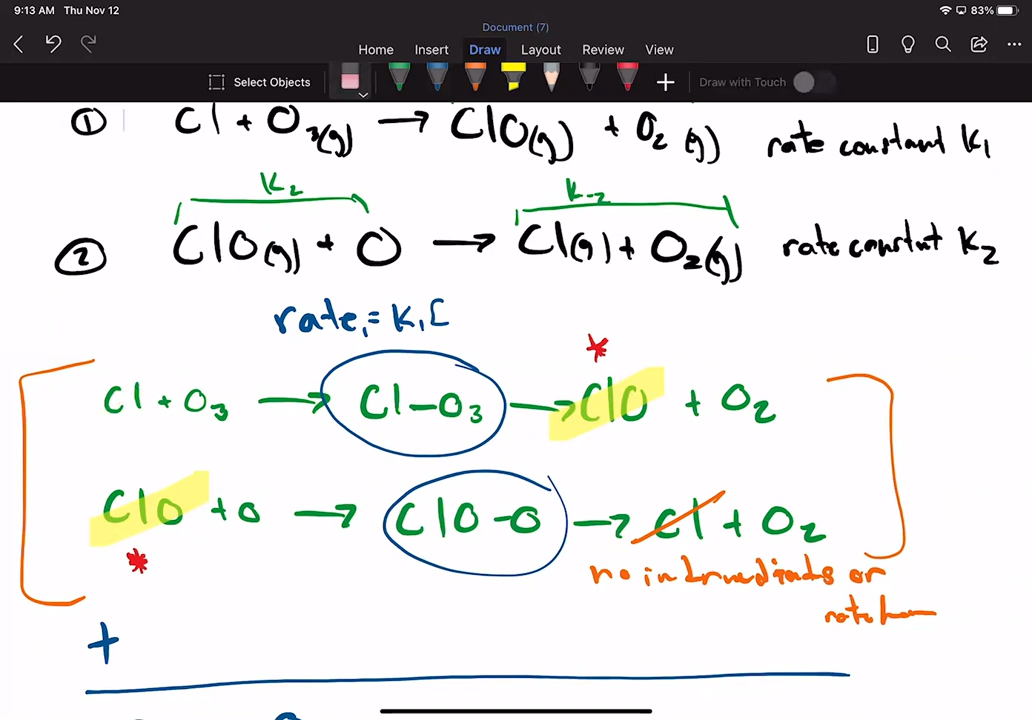 9:13 AM Thu Nov 12
83%
Document (7)
Home Insert Draw Layout Review View
Select Objects
Draw with Touch
① Cl + O₃(g) → ClO(g) + O₂(g) rate constant K₁
K₂ K₋₂
② ClO(g) + O → Cl(g) + O₂(g) rate constant K₂
rate₁ = K₁[
*
Cl + O₃ → Cl–O₃ → ClO + O₂
ClO + O → ClO–O → Cl + O₂
*
no intermediates or
+